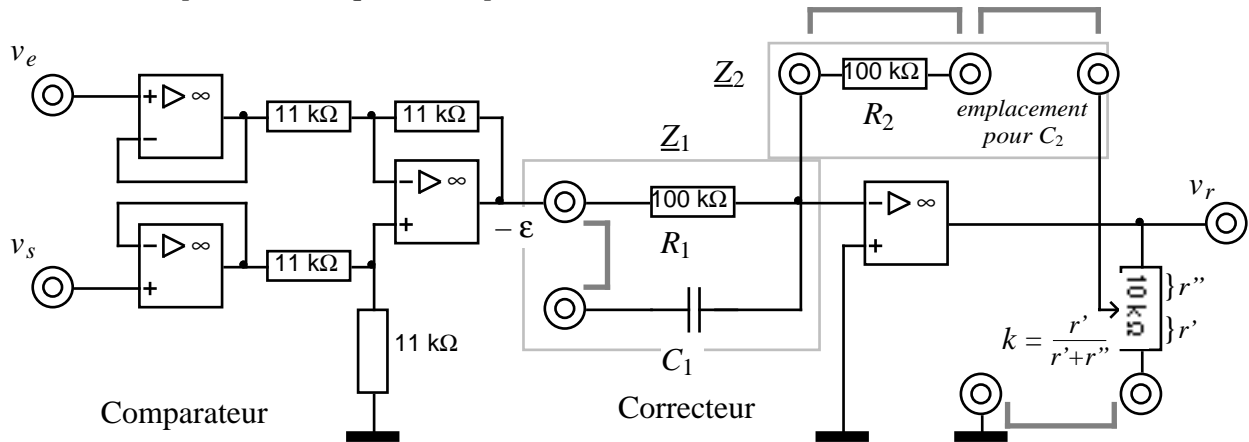 v_e
+ ▷ ∞
−
11 kΩ
11 kΩ
− ▷ ∞
+
v_s
− ▷ ∞
+
11 kΩ
11 kΩ
− ε
Z_1
100 kΩ
R_1
C_1
Z_2
100 kΩ
R_2
emplacement
pour C_2
− ▷ ∞
+
v_r
10 kΩ
}r”
}r’
k = r’ / r’+r”
Comparateur
Correcteur